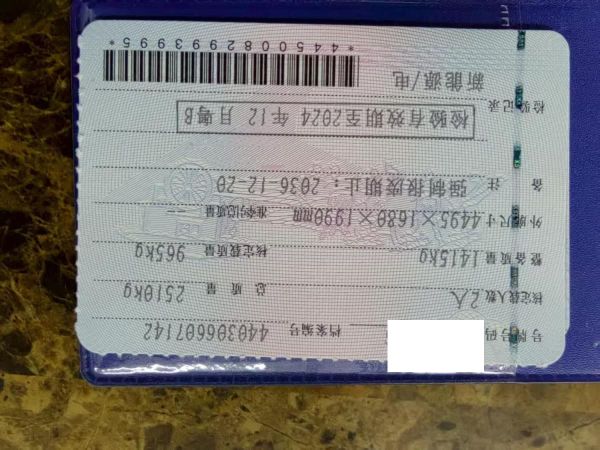 号牌号码 档案编号 440306607142
核定载人数 2人 总质量 2510kg
整备质量 1415kg 核定载质量 965kg
外廓尺寸 4495×1680×1990mm 准牵引总质量 --
备注 强制报废期止：2036-12-20
检验有效期至2024年12月粤B
检验记录
新能源/电
*4450082993995*